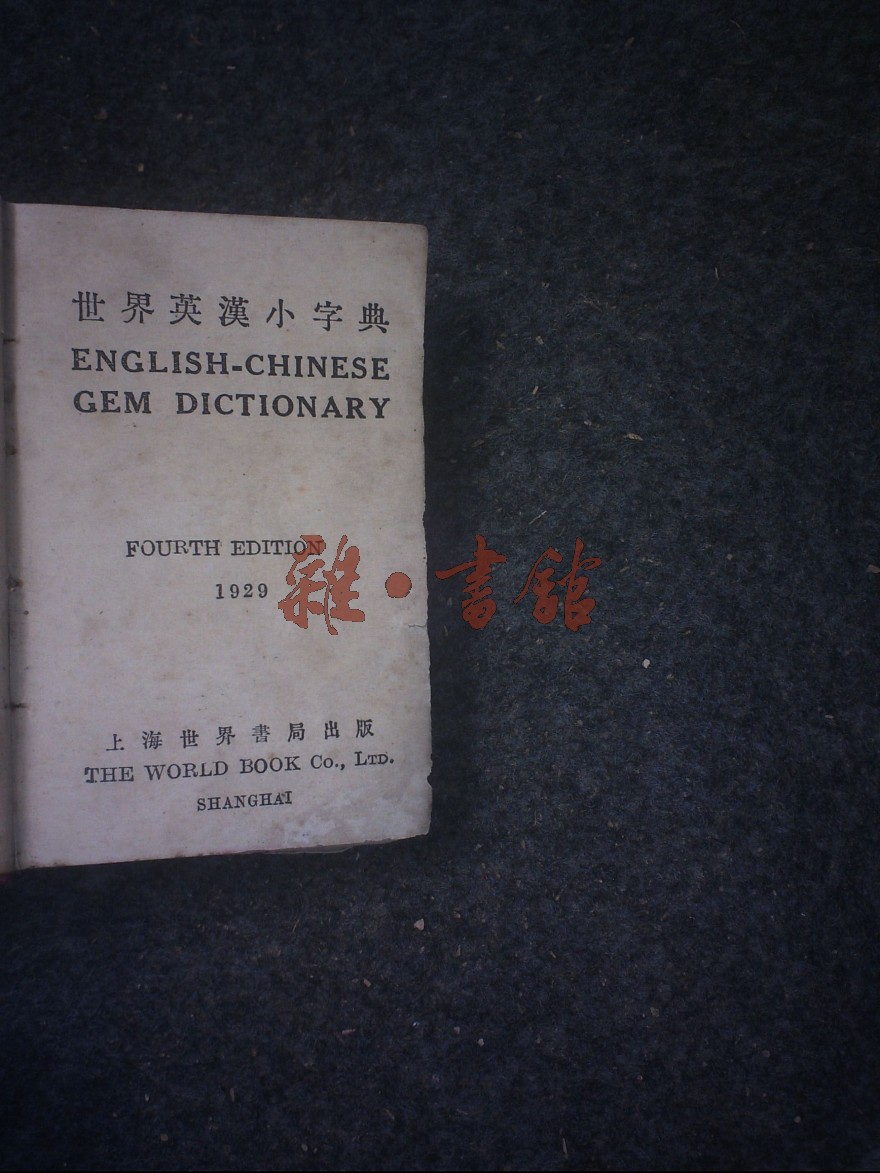 世界英漢小字典
ENGLISH-CHINESE
GEM DICTIONARY
FOURTH EDITION
1929
雜·書館
上海世界書局出版
THE WORLD BOOK Co., LTD.
SHANGHAI